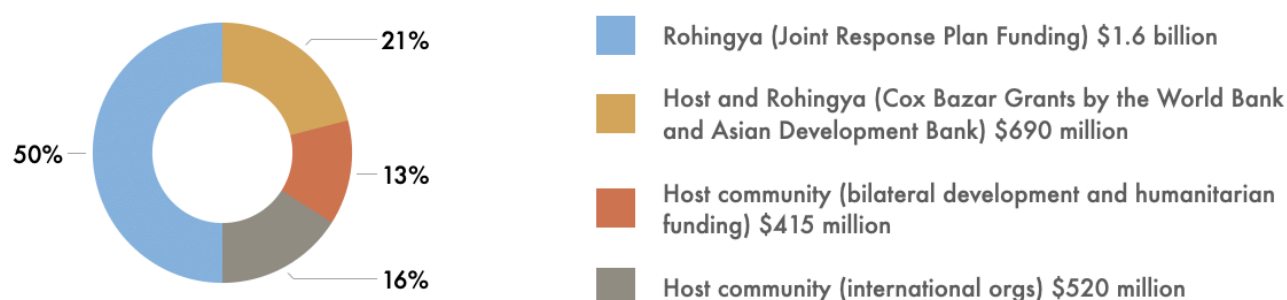 21%
50%
13%
16%
Rohingya (Joint Response Plan Funding) $1.6 billion
Host and Rohingya (Cox Bazar Grants by the World Bank
and Asian Development Bank) $690 million
Host community (bilateral development and humanitarian
funding) $415 million
Host community (international orgs) $520 million